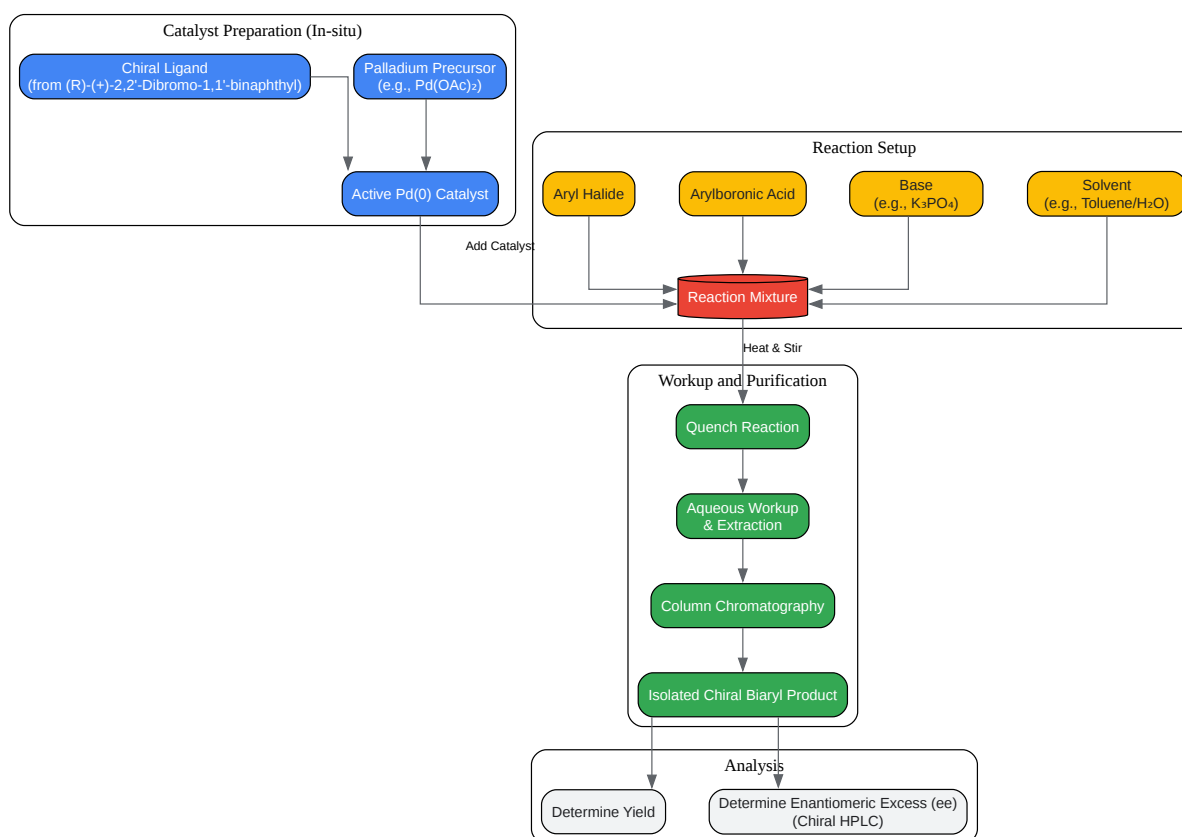 Catalyst Preparation (In-situ)
Chiral Ligand
(from (R)-(+)-2,2'-Dibromo-1,1'-binaphthyl)
Palladium Precursor
(e.g., Pd(OAc)₂)
Active Pd(0) Catalyst
Add Catalyst
Reaction Setup
Aryl Halide
Arylboronic Acid
Base
(e.g., K₃PO₄)
Solvent
(e.g., Toluene/H₂O)
Reaction Mixture
Heat & Stir
Workup and Purification
Quench Reaction
Aqueous Workup
& Extraction
Column Chromatography
Isolated Chiral Biaryl Product
Analysis
Determine Yield
Determine Enantiomeric Excess (ee)
(Chiral HPLC)